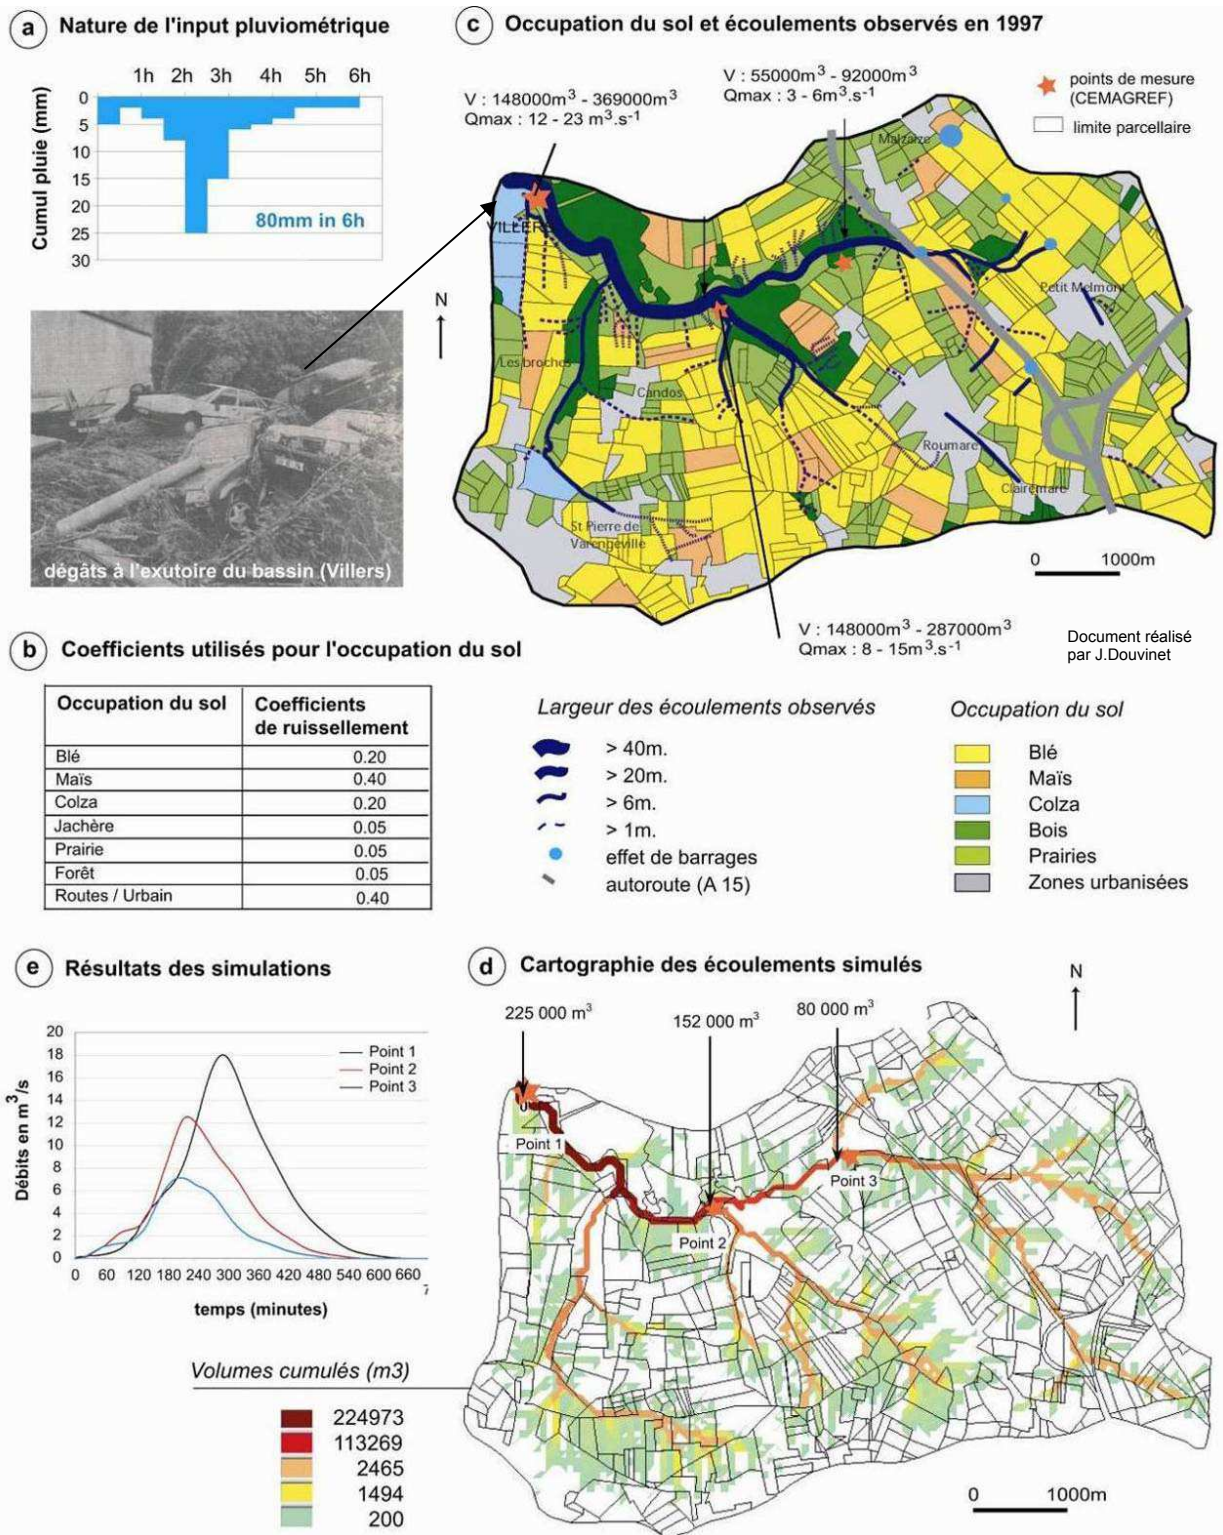 a Nature de l'input pluviométrique
1h 2h 3h 4h 5h 6h
Cumul pluie (mm)
0
5
10
15
20
25
30
80mm in 6h
dégâts à l'exutoire du bassin (Villers)
c Occupation du sol et écoulements observés en 1997
V : 148000m³ - 369000m³
Qmax : 12 - 23 m³.s⁻¹
V : 55000m³ - 92000m³
Qmax : 3 - 6m³.s⁻¹
points de mesure
(CEMAGREF)
limite parcellaire
N
Malzaize
Petit Melmont
Les broches
Candos
Roumare
Clairemare
St Pierre de
Varengeville
0 1000m
V : 148000m³ - 287000m³
Qmax : 8 - 15m³.s⁻¹
Document réalisé
par J.Douvinet
b Coefficients utilisés pour l'occupation du sol
Occupation du sol Coefficients
de ruissellement
Blé 0.20
Maïs 0.40
Colza 0.20
Jachère 0.05
Prairie 0.05
Forêt 0.05
Routes / Urbain 0.40
Largeur des écoulements observés
> 40m.
> 20m.
> 6m.
> 1m.
effet de barrages
autoroute (A 15)
Occupation du sol
Blé
Maïs
Colza
Bois
Prairies
Zones urbanisées
e Résultats des simulations
Débits en m³/s
20
18
16
14
12
10
8
6
4
2
0
Point 1
Point 2
Point 3
0 60 120 180 240 300 360 420 480 540 600 660
temps (minutes)
Volumes cumulés (m3)
224973
113269
2465
1494
200
d Cartographie des écoulements simulés
225 000 m³
152 000 m³
80 000 m³
N
Point 1
Point 2
Point 3
0 1000m